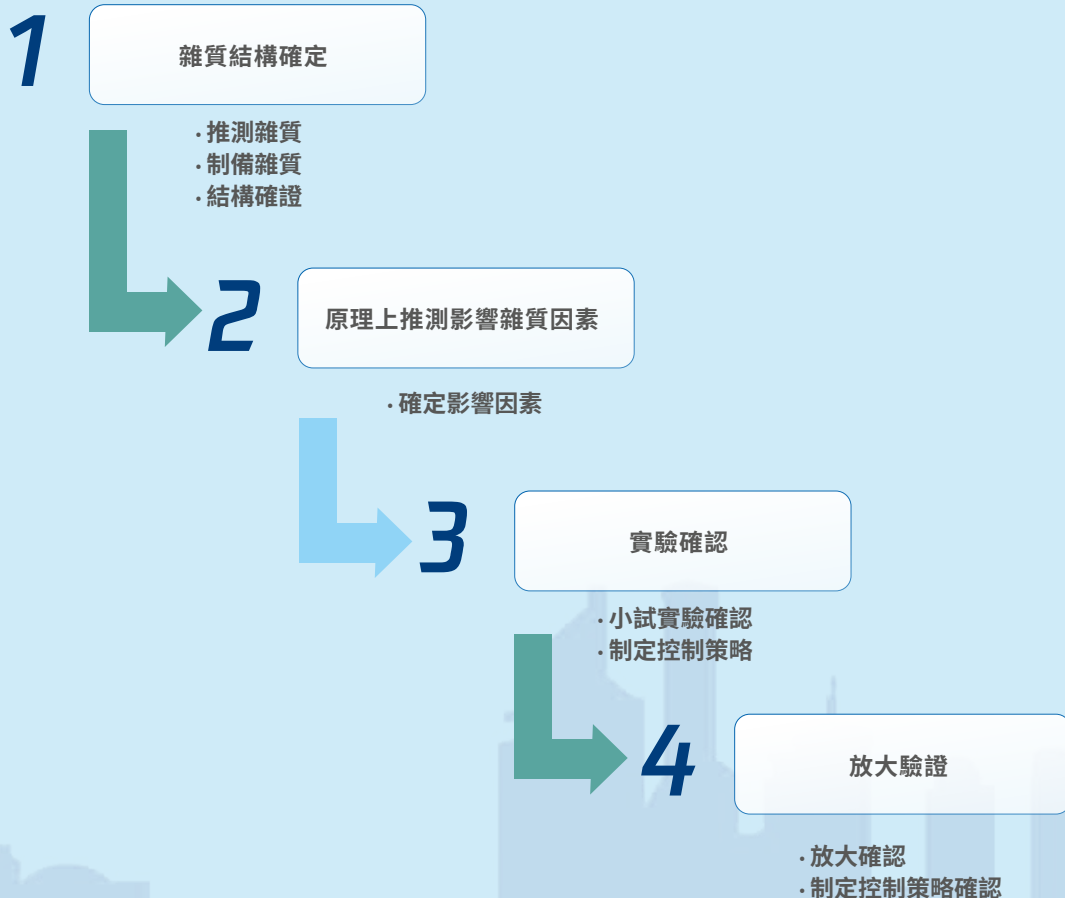 1
雜質結構確定
·推測雜質
·制備雜質
·結構確證
2
原理上推測影響雜質因素
·確定影響因素
3
實驗確認
·小試實驗確認
·制定控制策略
4
放大驗證
·放大確認
·制定控制策略確認